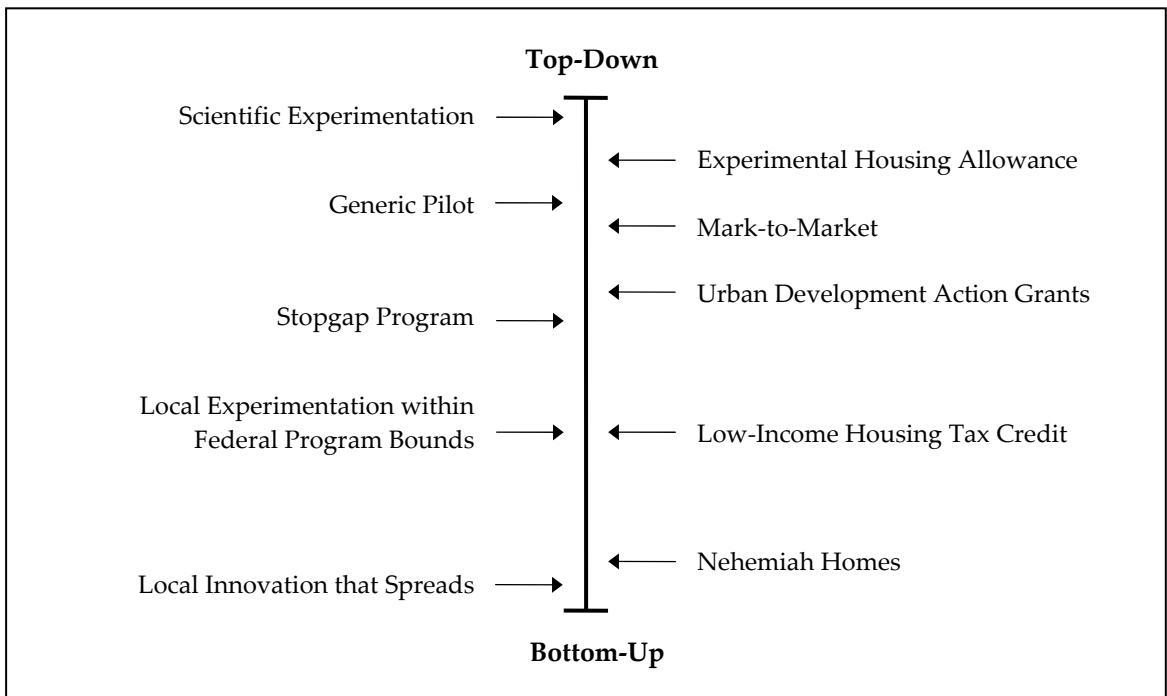 Top-Down
Scientific Experimentation
Experimental Housing Allowance
Generic Pilot
Mark-to-Market
Urban Development Action Grants
Stopgap Program
Local Experimentation within
Federal Program Bounds
Low-Income Housing Tax Credit
Nehemiah Homes
Local Innovation that Spreads
Bottom-Up